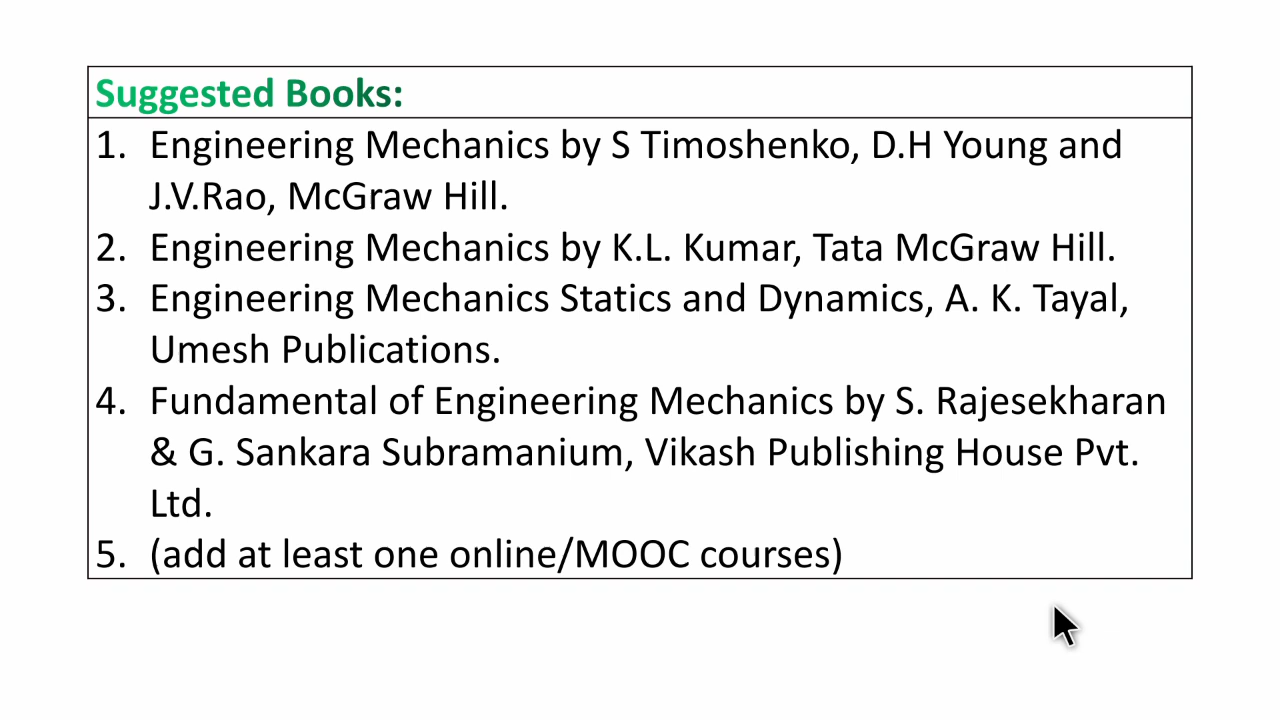 Suggested Books:
1. Engineering Mechanics by S Timoshenko, D.H Young and
J.V.Rao, McGraw Hill.
2. Engineering Mechanics by K.L. Kumar, Tata McGraw Hill.
3. Engineering Mechanics Statics and Dynamics, A. K. Tayal,
Umesh Publications.
4. Fundamental of Engineering Mechanics by S. Rajesekharan
& G. Sankara Subramanium, Vikash Publishing House Pvt.
Ltd.
5. (add at least one online/MOOC courses)